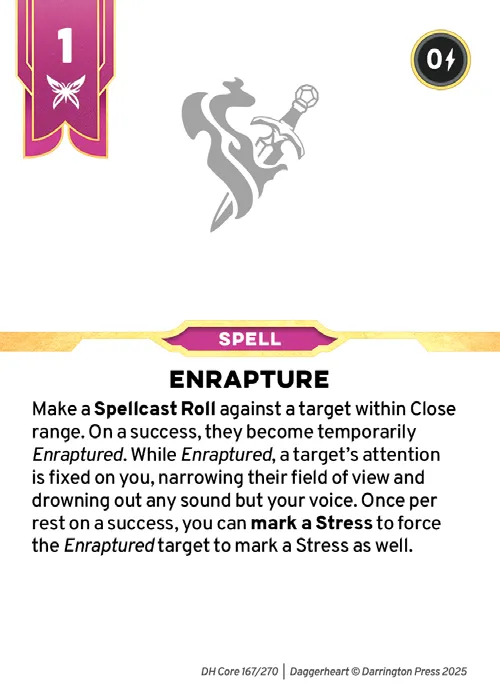 1
0
SPELL
ENRAPTURE
Make a Spellcast Roll against a target within Close
range. On a success, they become temporarily
Enraptured. While Enraptured, a target’s attention
is fixed on you, narrowing their field of view and
drowning out any sound but your voice. Once per
rest on a success, you can mark a Stress to force
the Enraptured target to mark a Stress as well.
DH Core 167/270 | Daggerheart © Darrington Press 2025